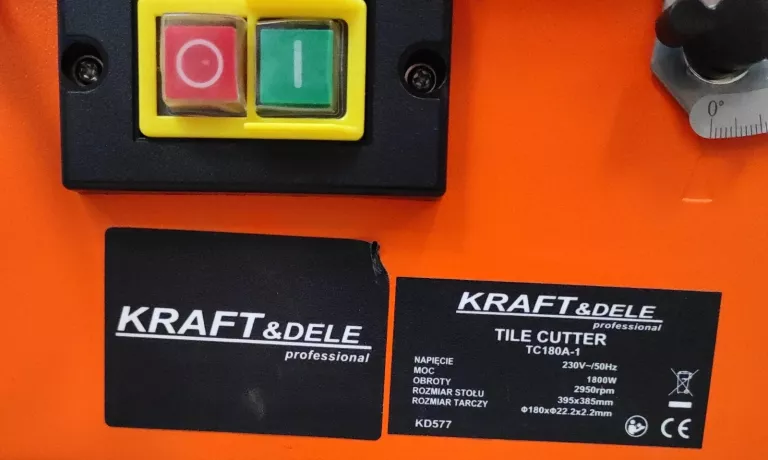 O I
0°
KRAFT&DELE
professional
KRAFT&DELE
professional
TILE CUTTER
TC180A-1
NAPIĘCIE 230V~/50Hz
MOC 1800W
OBROTY 2950rpm
ROZMIAR STOŁU 395x385mm
ROZMIAR TARCZY Φ180xΦ22.2x2.2mm
KD577 CE